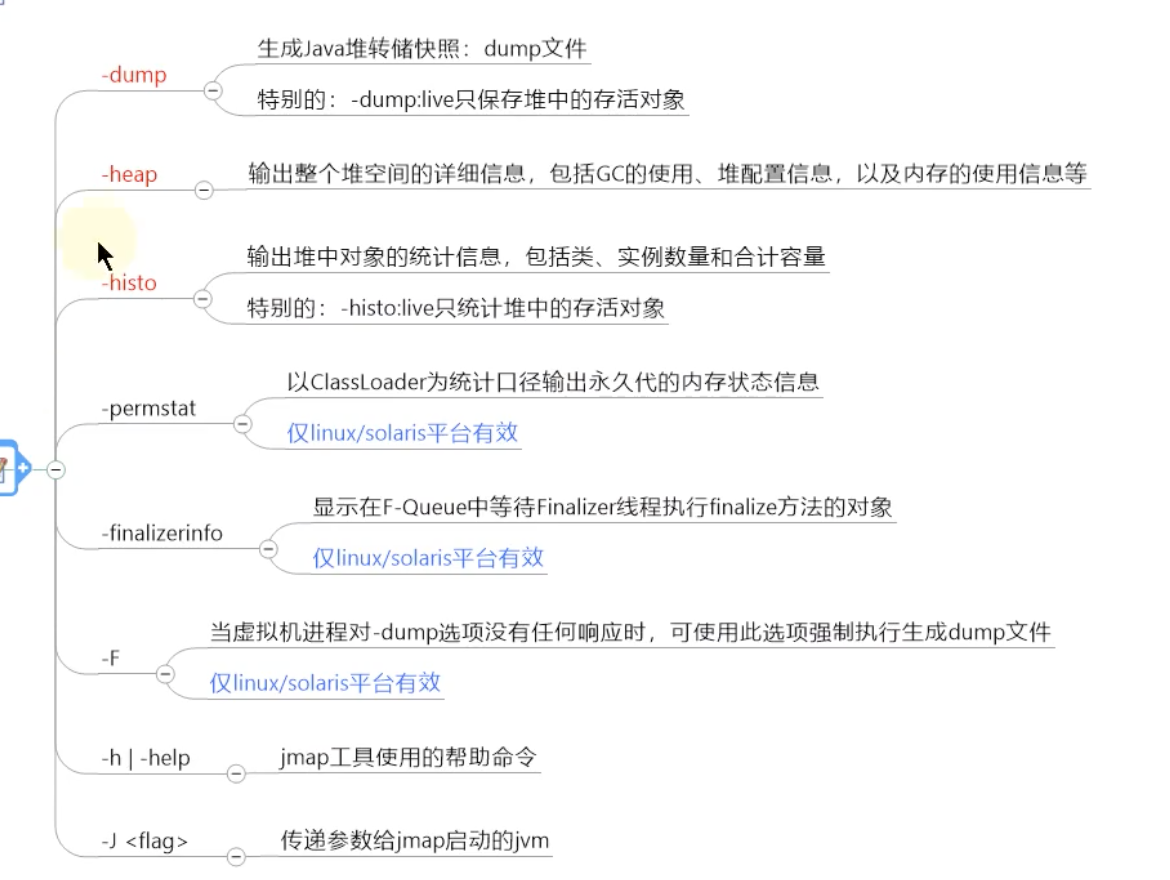 -dump
生成Java堆转储快照：dump文件
特别的：-dump:live只保存堆中的存活对象
-heap
输出整个堆空间的详细信息，包括GC的使用、堆配置信息，以及内存的使用信息等
-histo
输出堆中对象的统计信息，包括类、实例数量和合计容量
特别的：-histo:live只统计堆中的存活对象
-permstat
以ClassLoader为统计口径输出永久代的内存状态信息
仅linux/solaris平台有效
-finalizerinfo
显示在F-Queue中等待Finalizer线程执行finalize方法的对象
仅linux/solaris平台有效
-F
当虚拟机进程对-dump选项没有任何响应时，可使用此选项强制执行生成dump文件
仅linux/solaris平台有效
-h | -help
jmap工具使用的帮助命令
-J <flag>
传递参数给jmap启动的jvm